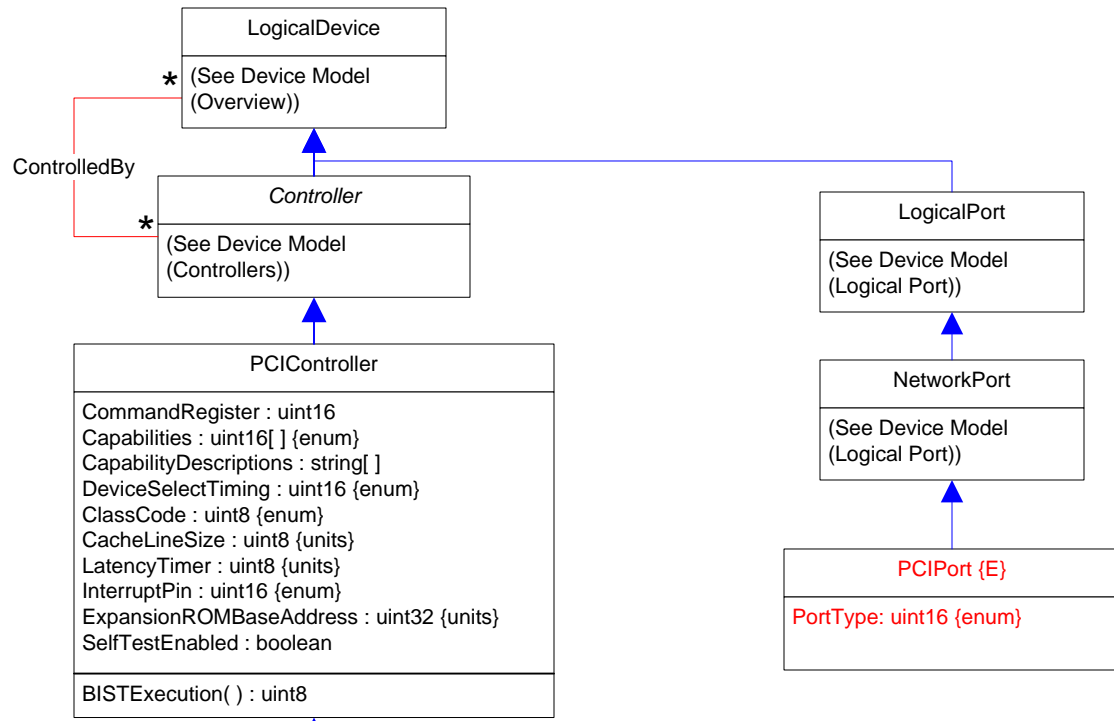 LogicalDevice
(See Device Model
(Overview))
*
ControlledBy
*
Controller
(See Device Model
(Controllers))
LogicalPort
(See Device Model
(Logical Port))
PCIController
CommandRegister : uint16
Capabilities : uint16[ ] {enum}
CapabilityDescriptions : string[ ]
DeviceSelectTiming : uint16 {enum}
ClassCode : uint8 {enum}
CacheLineSize : uint8 {units}
LatencyTimer : uint8 {units}
InterruptPin : uint16 {enum}
ExpansionROMBaseAddress : uint32 {units}
SelfTestEnabled : boolean
BISTExecution( ) : uint8
NetworkPort
(See Device Model
(Logical Port))
PCIPort {E}
PortType: uint16 {enum}